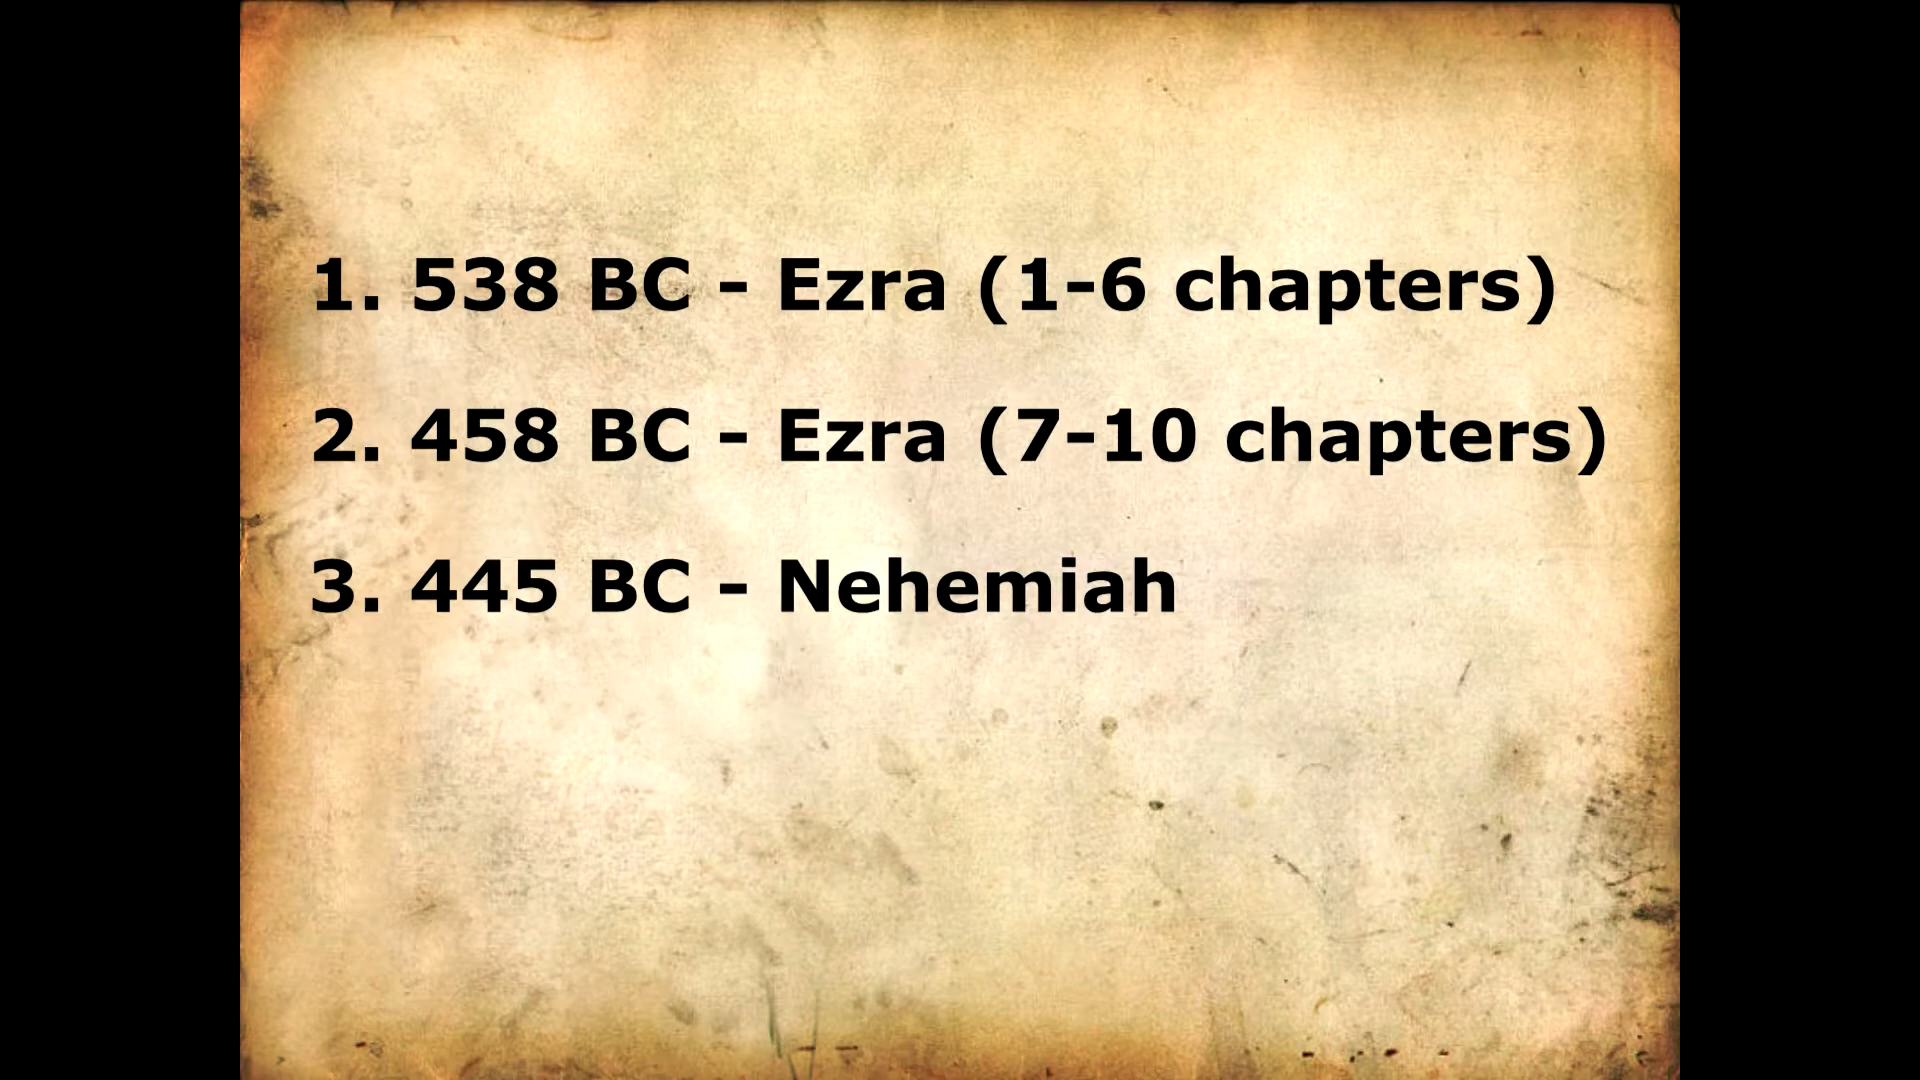 1. 538 BC - Ezra (1-6 chapters)
2. 458 BC - Ezra (7-10 chapters)
3. 445 BC - Nehemiah